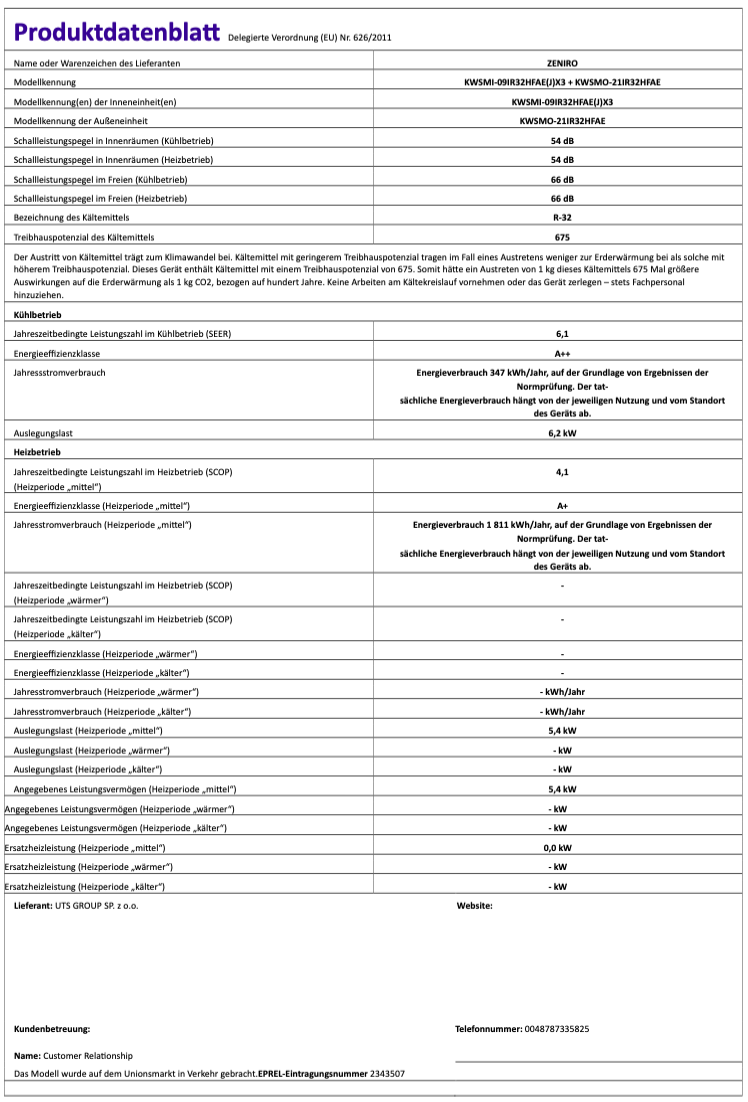 Produktdatenblatt Delegierte Verordnung (EU) Nr. 626/2011
Name oder Warenzeichen des Lieferanten ZENIRO
Modellkennung KWSMI-09IR32HFAE(J)X3 + KWSMO-21IR32HFAE
Modellkennung(en) der Inneneinheit(en) KWSMI-09IR32HFAE(J)X3
Modellkennung der Außeneinheit KWSMO-21IR32HFAE
Schallleistungspegel in Innenräumen (Kühlbetrieb) 54 dB
Schallleistungspegel in Innenräumen (Heizbetrieb) 54 dB
Schallleistungspegel im Freien (Kühlbetrieb) 66 dB
Schallleistungspegel im Freien (Heizbetrieb) 66 dB
Bezeichnung des Kältemittels R-32
Treibhauspotenzial des Kältemittels 675
Der Austritt von Kältemittel trägt zum Klimawandel bei. Kältemittel mit geringerem Treibhauspotenzial tragen im Fall eines Austretens weniger zur Erderwärmung bei als solche mit
höherem Treibhauspotenzial. Dieses Gerät enthält Kältemittel mit einem Treibhauspotenzial von 675. Somit hätte ein Austreten von 1 kg dieses Kältemittels 675 Mal größere
Auswirkungen auf die Erderwärmung als 1 kg CO2, bezogen auf hundert Jahre. Keine Arbeiten am Kältekreislauf vornehmen oder das Gerät zerlegen – stets Fachpersonal
hinzuziehen.
Kühlbetrieb
Jahreszeitbedingte Leistungszahl im Kühlbetrieb (SEER) 6,1
Energieeffizienzklasse A++
Jahressstromverbrauch Energieverbrauch 347 kWh/Jahr, auf der Grundlage von Ergebnissen der
Normprüfung. Der tat-
sächliche Energieverbrauch hängt von der jeweiligen Nutzung und vom Standort
des Geräts ab.
Auslegungslast 6,2 kW
Heizbetrieb
Jahreszeitbedingte Leistungszahl im Heizbetrieb (SCOP) 4,1
(Heizperiode „mittel“)
Energieeffizienzklasse (Heizperiode „mittel“) A+
Jahresstromverbrauch (Heizperiode „mittel“) Energieverbrauch 1 811 kWh/Jahr, auf der Grundlage von Ergebnissen der
Normprüfung. Der tat-
sächliche Energieverbrauch hängt von der jeweiligen Nutzung und vom Standort
des Geräts ab.
Jahreszeitbedingte Leistungszahl im Heizbetrieb (SCOP) -
(Heizperiode „wärmer“)
Jahreszeitbedingte Leistungszahl im Heizbetrieb (SCOP) -
(Heizperiode „kälter“)
Energieeffizienzklasse (Heizperiode „wärmer“) -
Energieeffizienzklasse (Heizperiode „kälter“) -
Jahresstromverbrauch (Heizperiode „wärmer“) - kWh/Jahr
Jahresstromverbrauch (Heizperiode „kälter“) - kWh/Jahr
Auslegungslast (Heizperiode „mittel“) 5,4 kW
Auslegungslast (Heizperiode „wärmer“) - kW
Auslegungslast (Heizperiode „kälter“) - kW
Angegebenes Leistungsvermögen (Heizperiode „mittel“) 5,4 kW
Angegebenes Leistungsvermögen (Heizperiode „wärmer“) - kW
Angegebenes Leistungsvermögen (Heizperiode „kälter“) - kW
Ersatzheizleistung (Heizperiode „mittel“) 0,0 kW
Ersatzheizleistung (Heizperiode „wärmer“) - kW
Ersatzheizleistung (Heizperiode „kälter“) - kW
Lieferant: UTS GROUP SP. z o.o. Website:
Kundenbetreuung: Telefonnummer: 0048787335825
Name: Customer Relationship
Das Modell wurde auf dem Unionsmarkt in Verkehr gebracht.EPREL-Eintragungsnummer 2343507